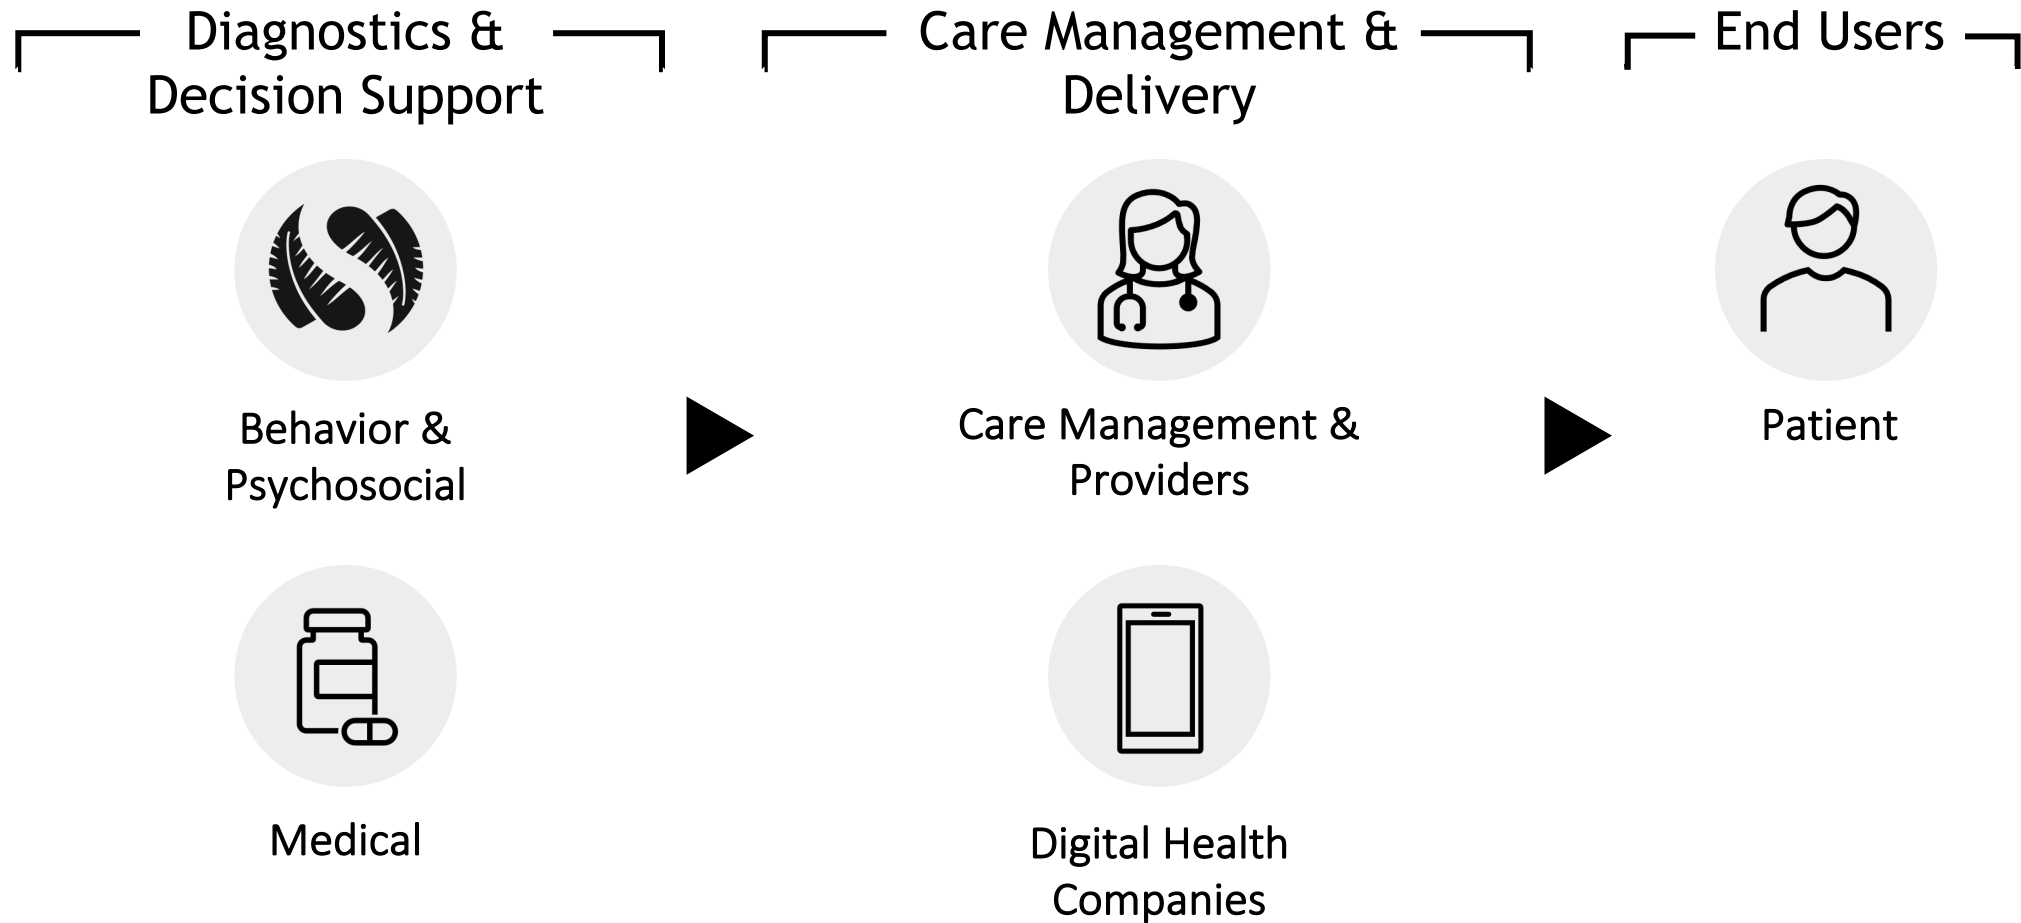 Diagnostics &
Decision Support
Behavior &
Psychosocial
Medical
Care Management &
Delivery
Care Management &
Providers
Digital Health
Companies
End Users
Patient